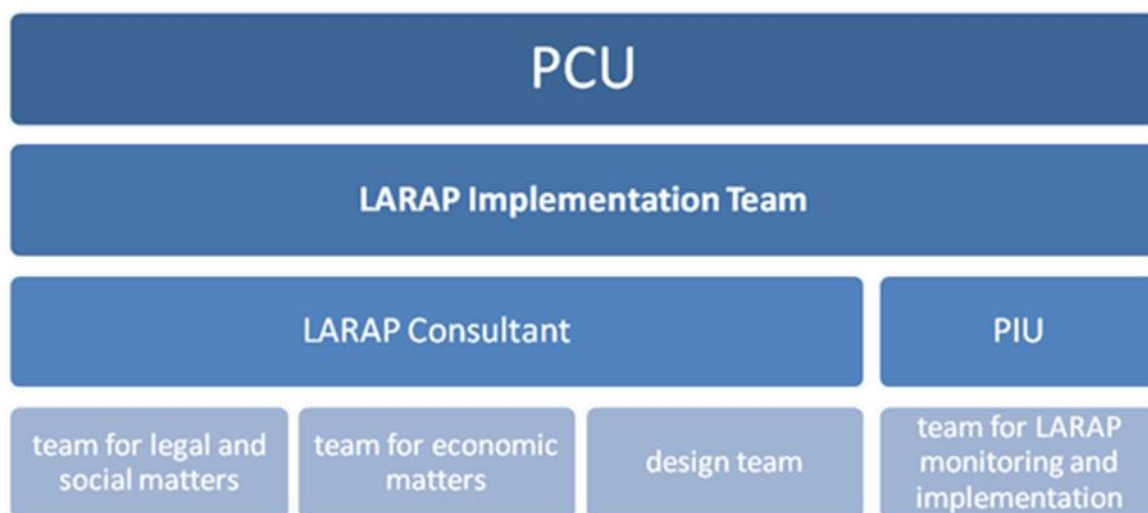 PCU
LARAP Implementation Team
LARAP Consultant
PIU
team for legal and
social matters
team for economic
matters
design team
team for LARAP
monitoring and
implementation